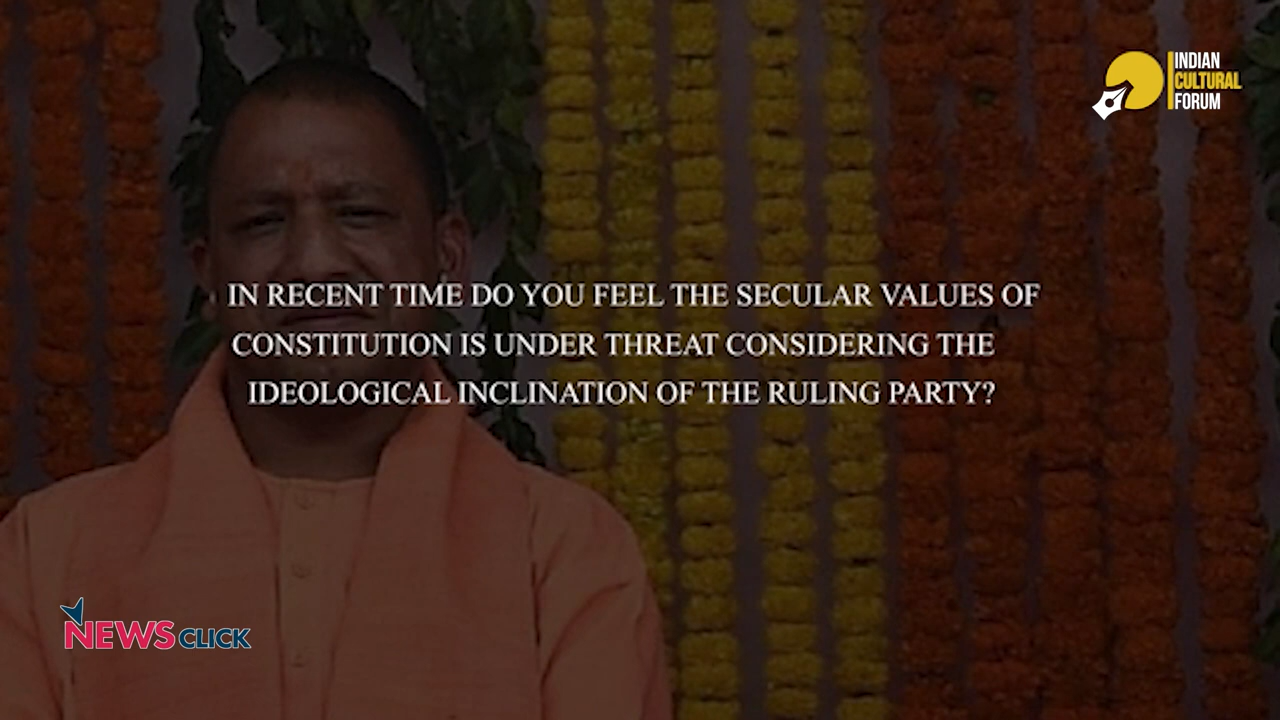 INDIAN
CULTURAL
FORUM
IN RECENT TIME DO YOU FEEL THE SECULAR VALUES OF
CONSTITUTION IS UNDER THREAT CONSIDERING THE
IDEOLOGICAL INCLINATION OF THE RULING PARTY?
NEWSCLICK